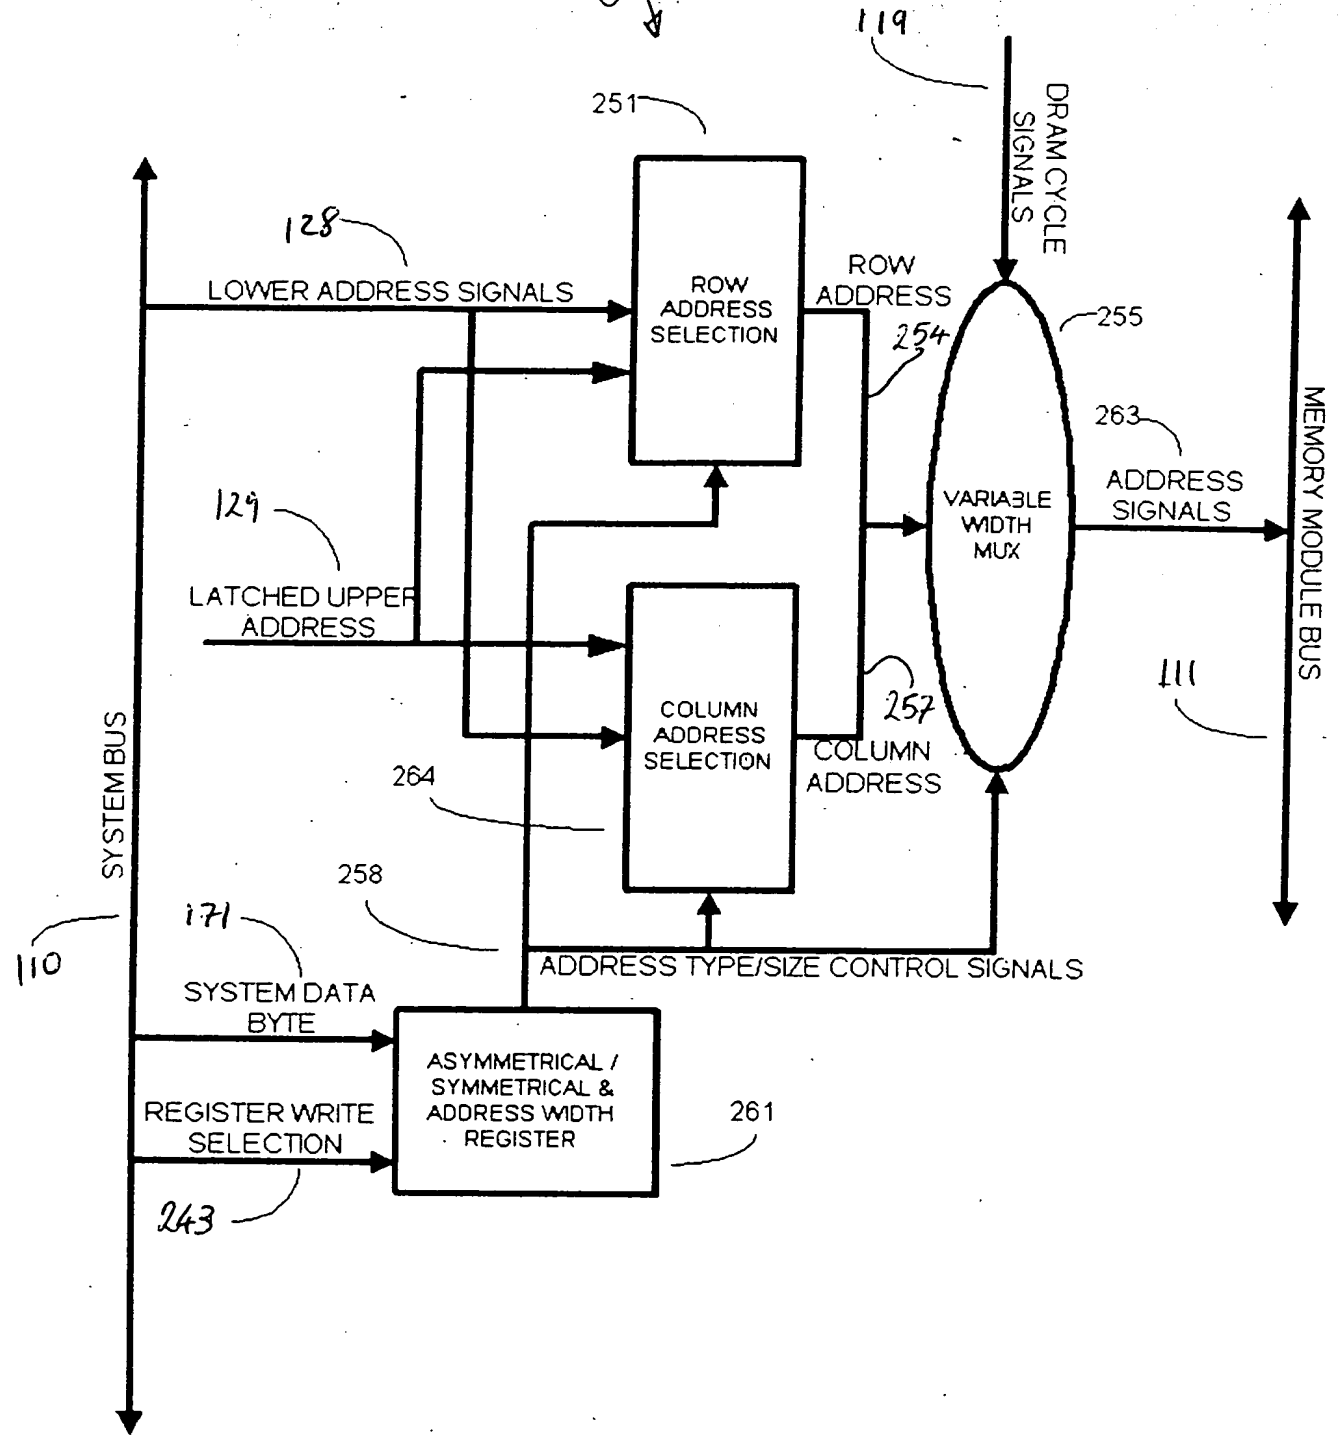 119
251
DRAM CYCLE
SIGNALS
128
LOWER ADDRESS SIGNALS
ROW
ADDRESS
SELECTION
ROW
ADDRESS
254
255
263
ADDRESS
SIGNALS
VARIABLE
WIDTH
MUX
MEMORY MODULE BUS
129
LATCHED UPPER
ADDRESS
111
257
COLUMN
ADDRESS
SELECTION
COLUMN
ADDRESS
264
SYSTEM BUS
258
171
110
ADDRESS TYPE/SIZE CONTROL SIGNALS
SYSTEM DATA
BYTE
ASYMMETRICAL /
SYMMETRICAL &
ADDRESS WIDTH
REGISTER
REGISTER WRITE
SELECTION
261
243